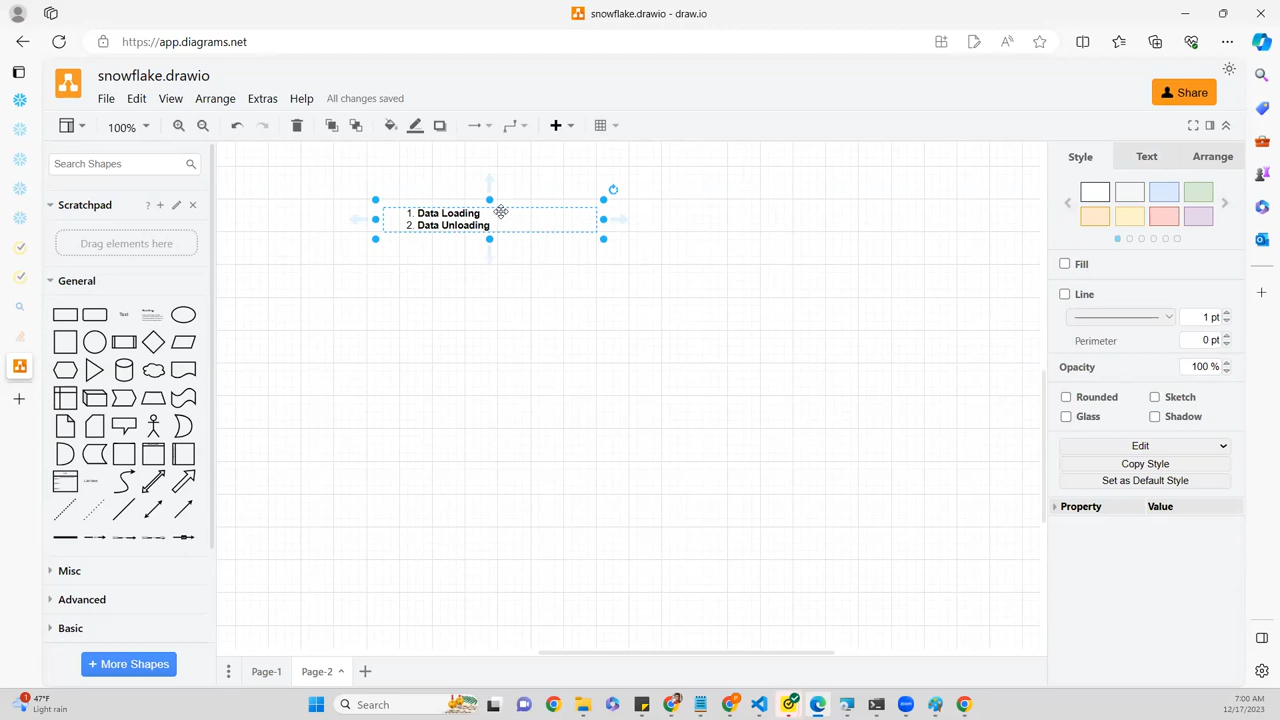 snowflake.drawio - draw.io
https://app.diagrams.net
snowflake.drawio
File Edit View Arrange Extras Help All changes saved
Share
100%
Search Shapes
Scratchpad
?
Drag elements here
General
Text
Heading
List Item
Misc
Advanced
Basic
+ More Shapes
1. Data Loading
2. Data Unloading
Style Text Arrange
Fill
Line
1 pt
Perimeter 0 pt
Opacity 100 %
Rounded Sketch
Glass Shadow
Edit
Copy Style
Set as Default Style
Property Value
Page-1 Page-2
1
47°F
Light rain
Search
7:00 AM
12/17/2023